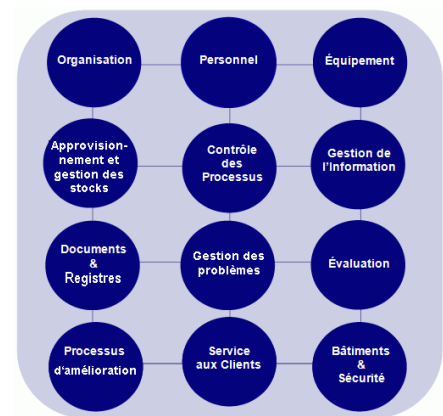 Organisation
Personnel
Équipement
Approvision-
nement et
gestion des
stocks
Contrôle
des
Processus
Gestion de
l'Information
Documents
&
Registres
Gestion des
problèmes
Évaluation
Processus
d'amélioration
Service
aux Clients
Bâtiments
&
Sécurité